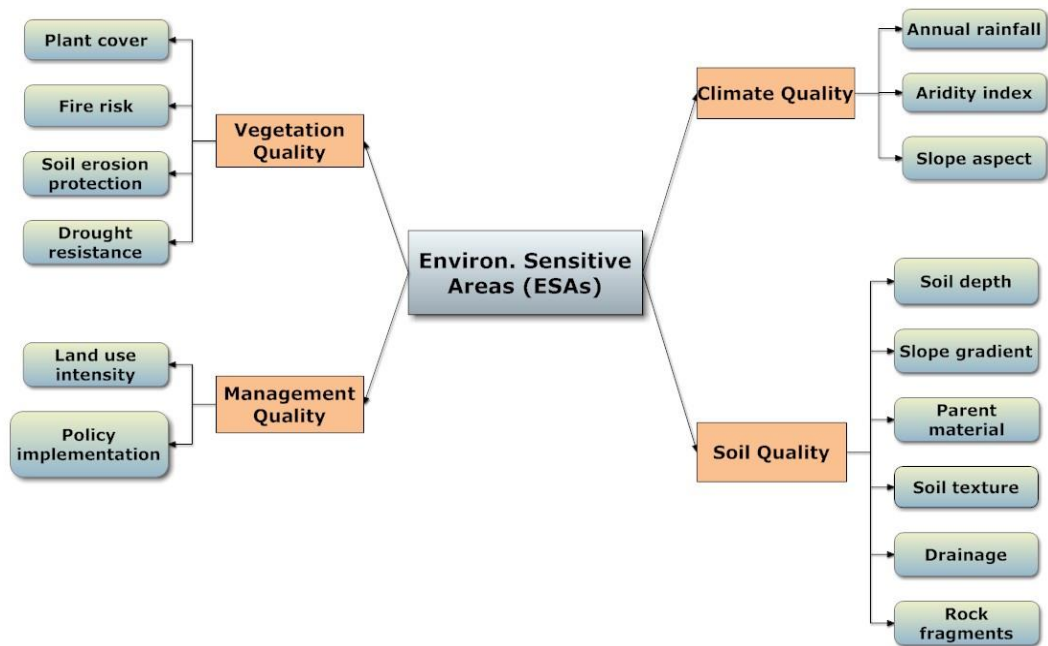 Plant cover
Fire risk
Soil erosion
protection
Drought
resistance
Vegetation
Quality
Land use
intensity
Policy
implementation
Management
Quality
Environ. Sensitive
Areas (ESAs)
Climate Quality
Annual rainfall
Aridity index
Slope aspect
Soil Quality
Soil depth
Slope gradient
Parent
material
Soil texture
Drainage
Rock
fragments